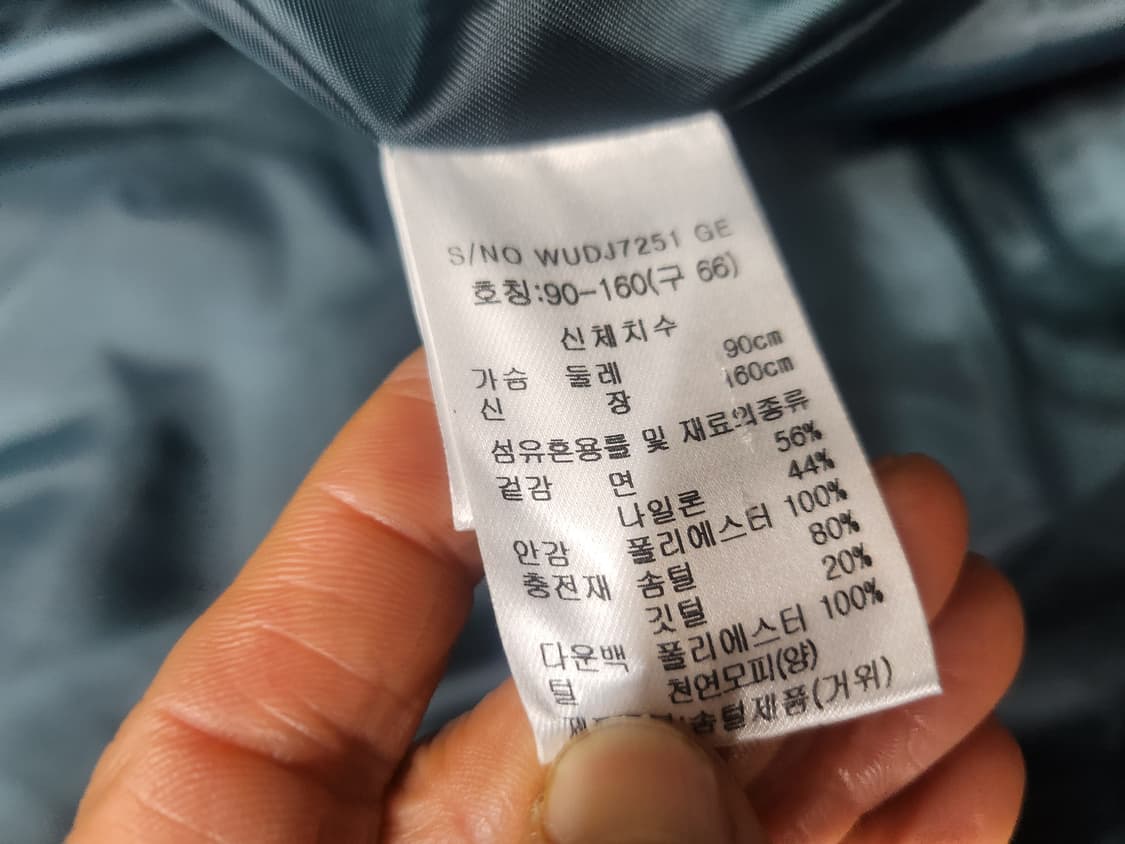 S/NO WUDJ7251 GE
호칭:90-160(구 66)
신체치수
가슴 둘레 90cm
신 장 160cm
섬유혼용률 및 재료의종류
겉감 면 56%
나일론 44%
안감 폴리에스터 100%
충전재 솜털 80%
깃털 20%
다운백 폴리에스터 100%
털 천연모피(양)
솜털제품(거위)